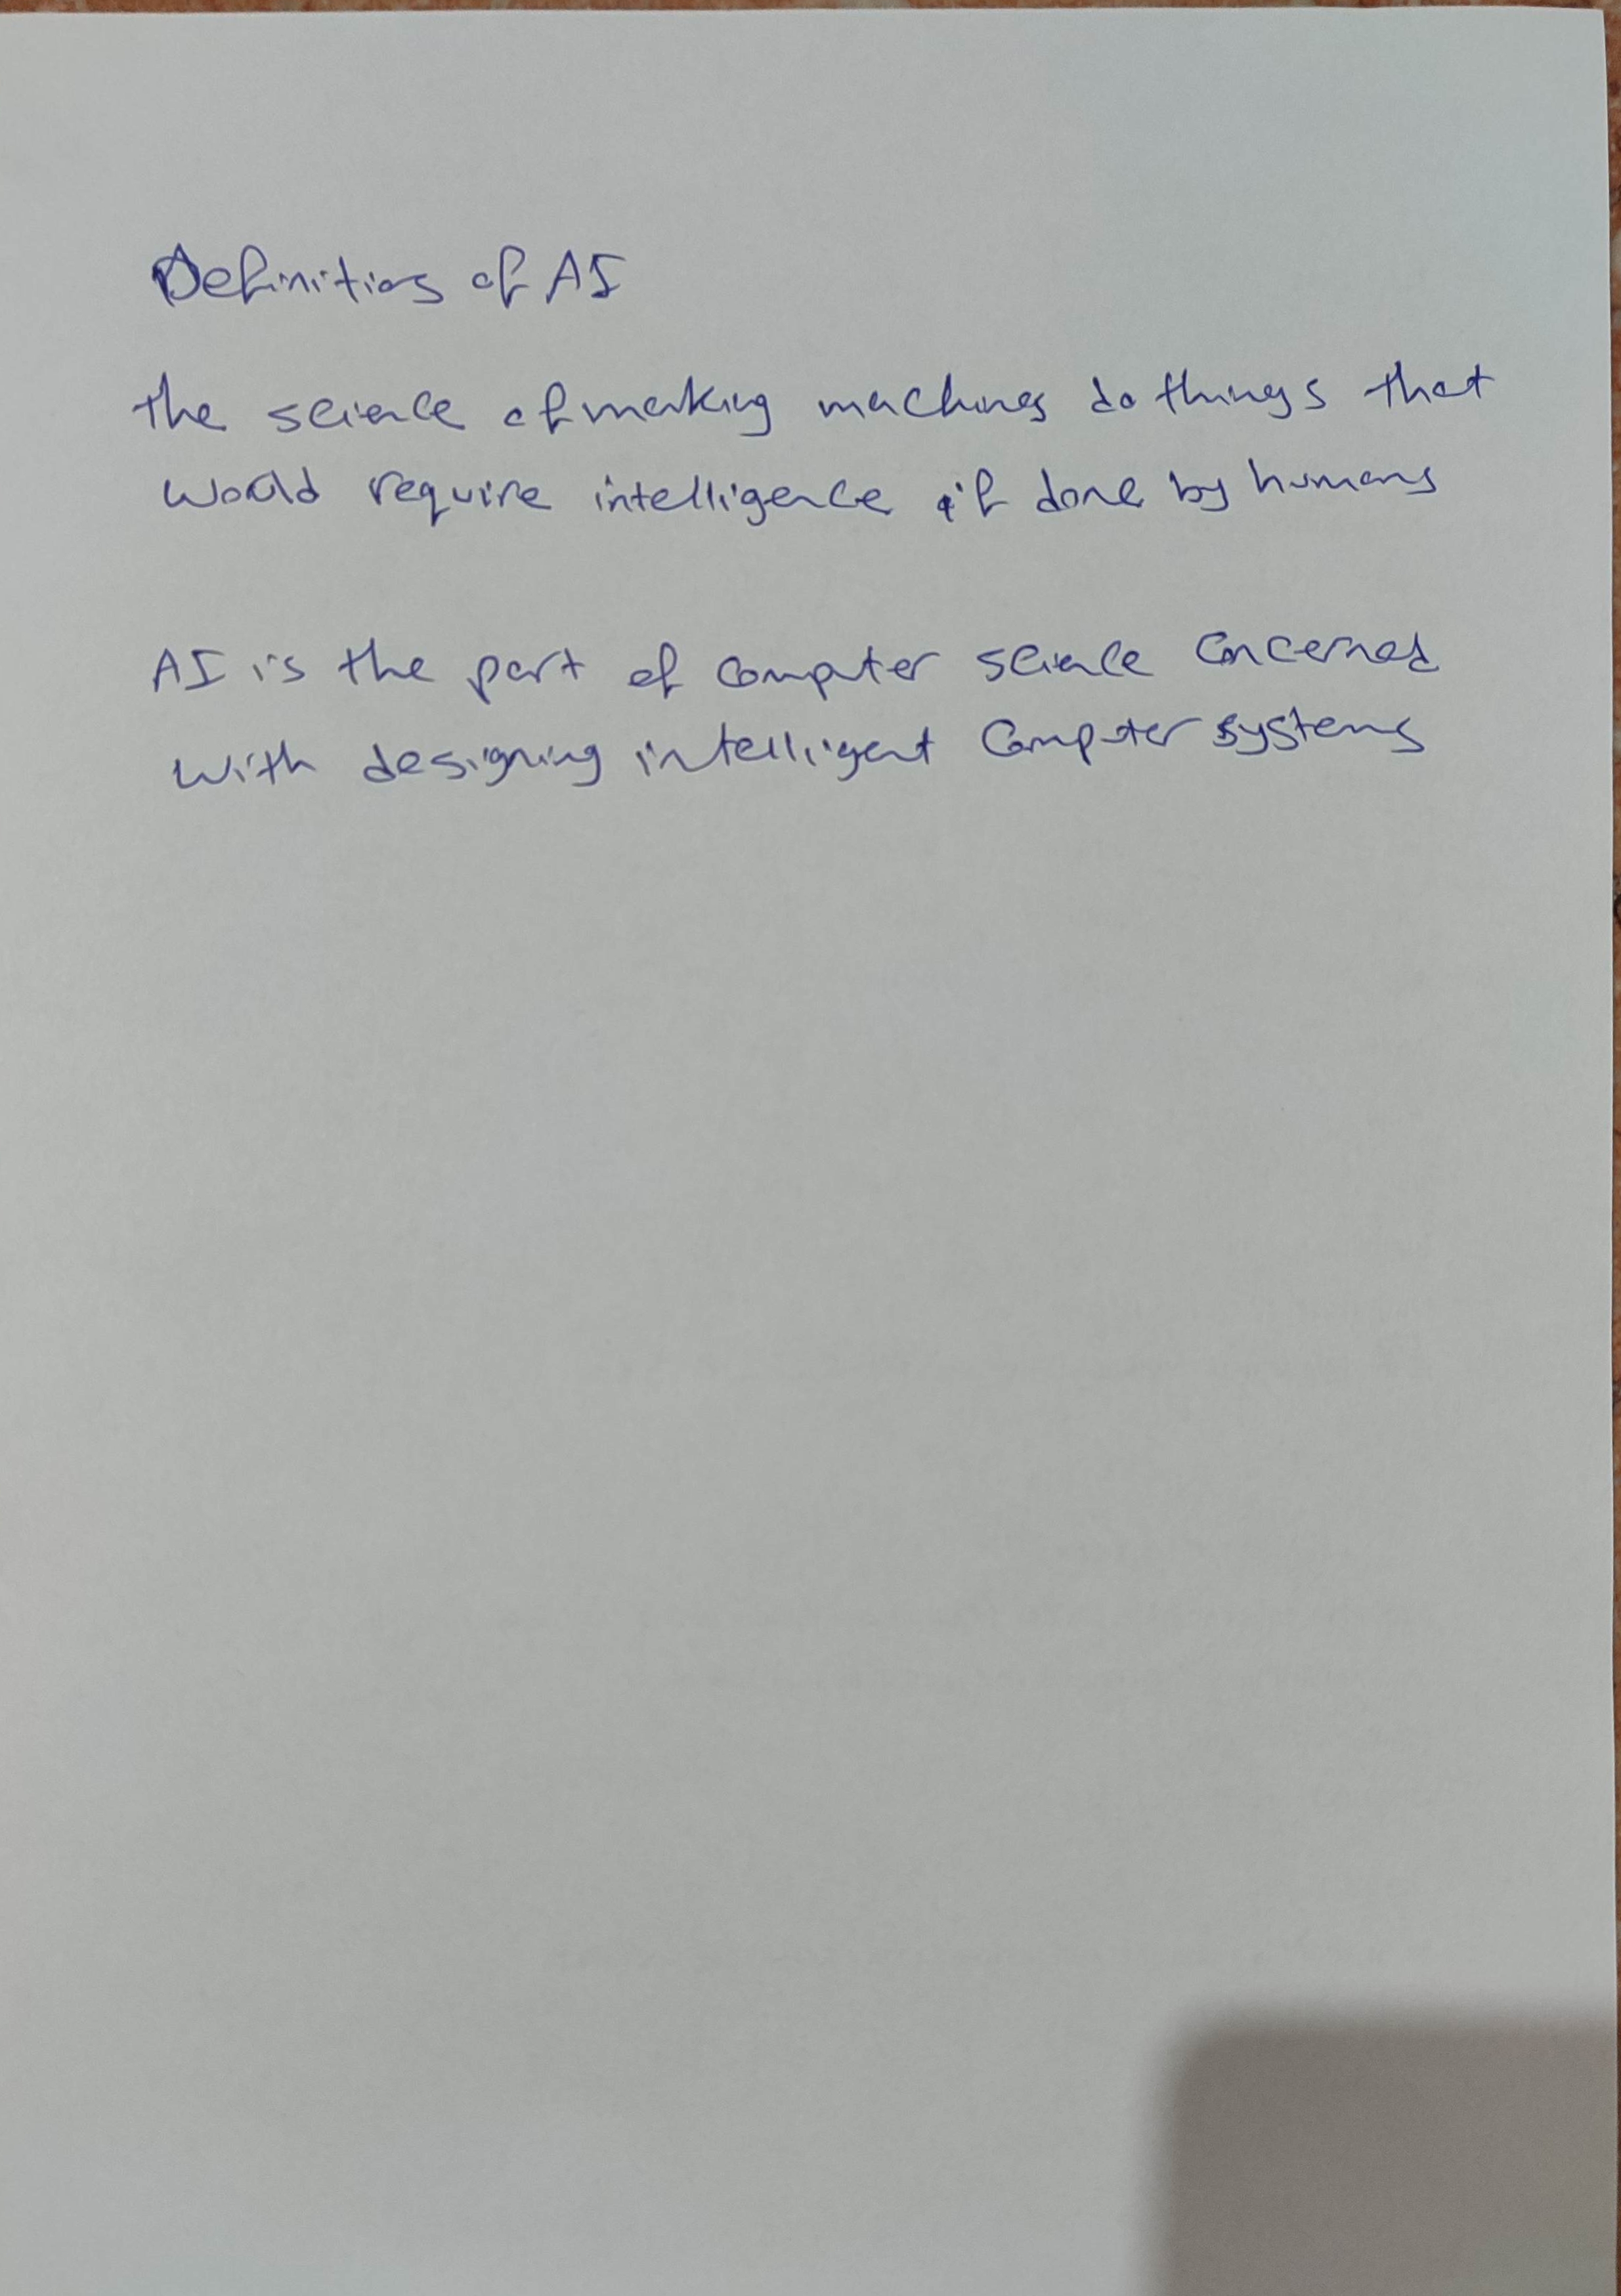 Definitions of AI
the science of making machines do things that
would require intelligence if done by humans
AI is the part of computer science concerned
with designing intelligent Computer systems